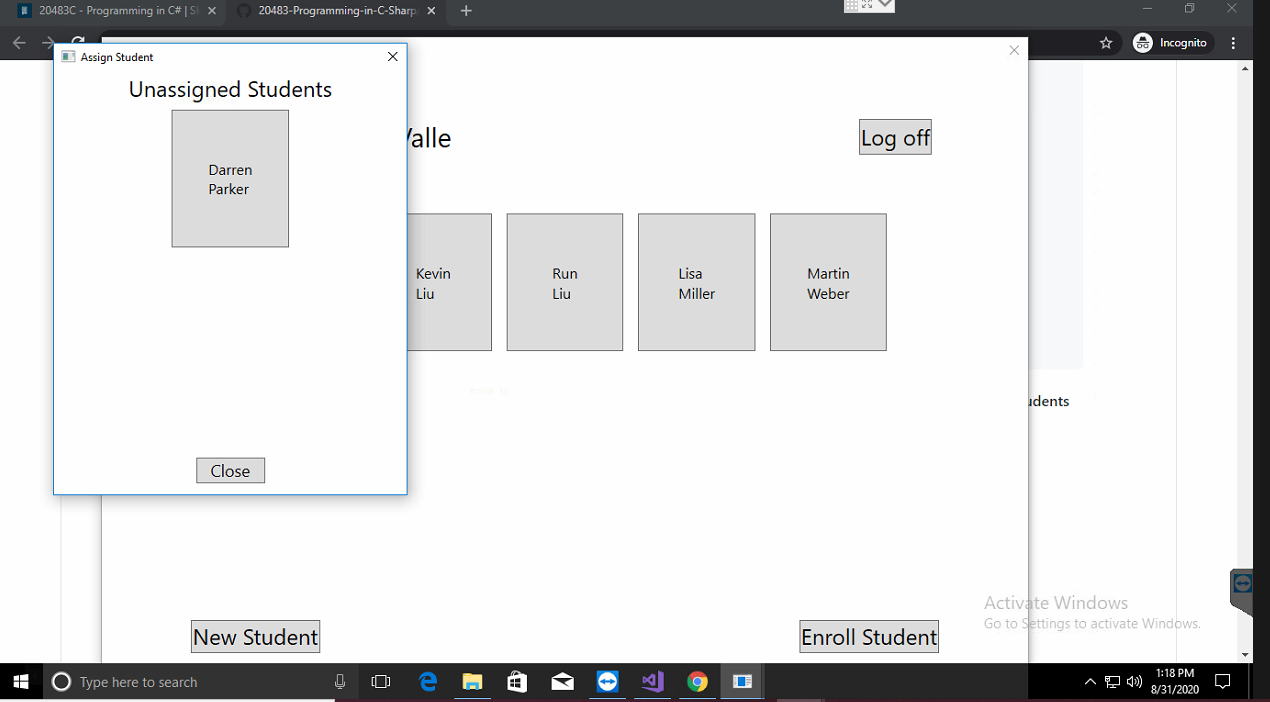 20483C - Programming in C# | S
20483-Programming-in-C-Sharp
Incognito
Assign Student
Unassigned Students
Darren
Parker
Close
Valle
Log off
Kevin
Liu
Run
Liu
Lisa
Miller
Martin
Weber
udents
New Student
Enroll Student
Activate Windows
Go to Settings to activate Windows.
Type here to search
1:18 PM
8/31/2020